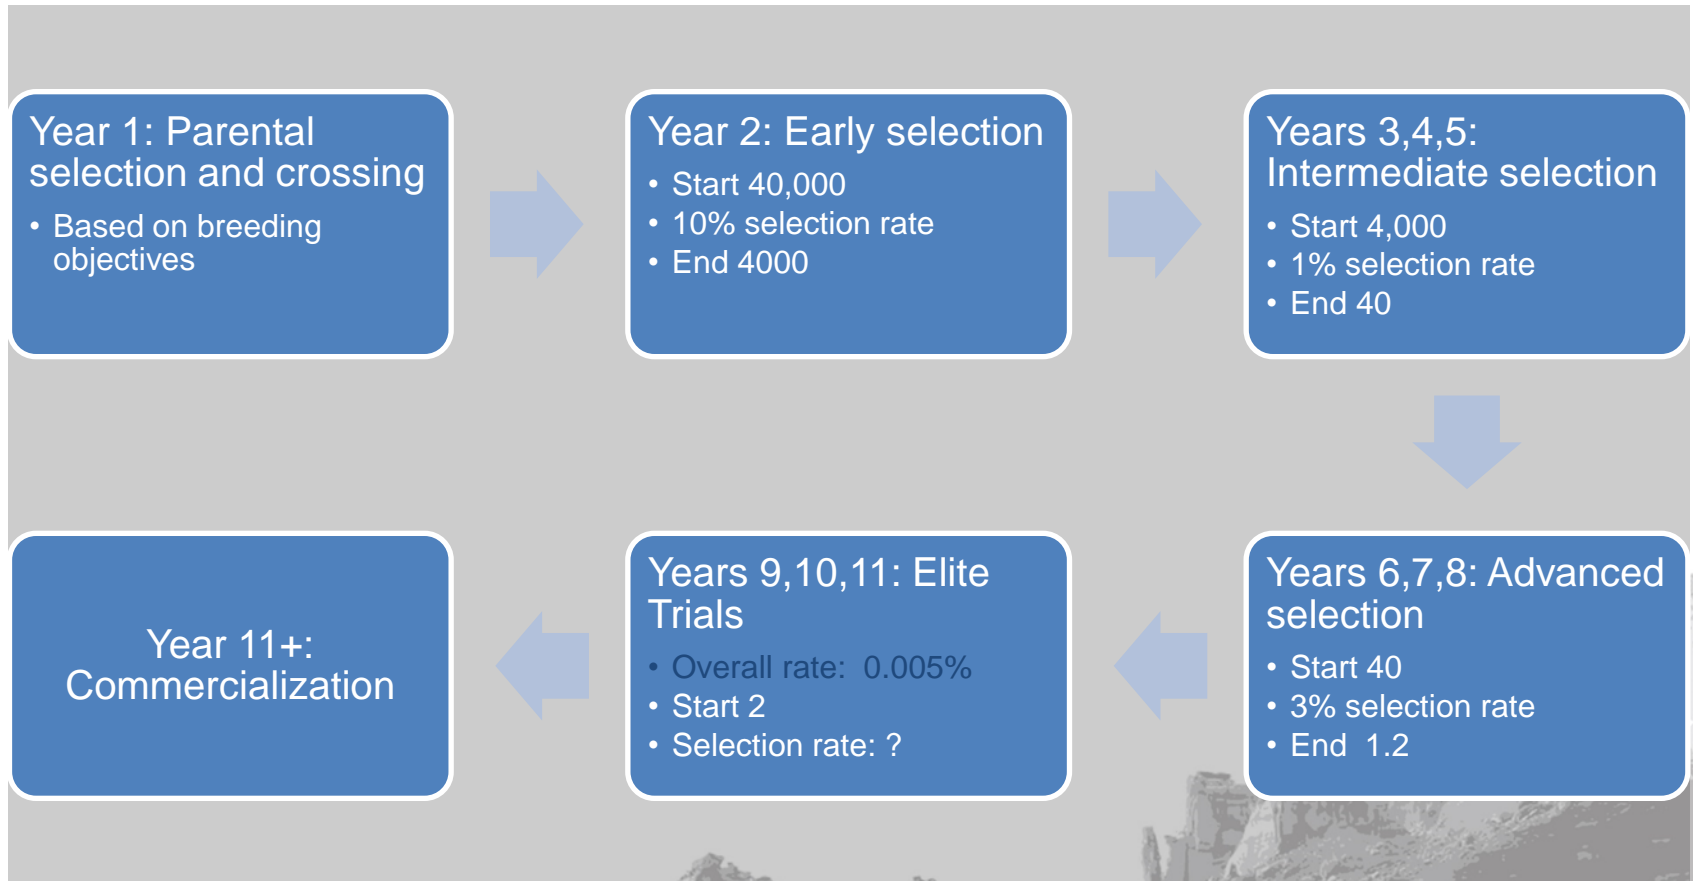 Year 1: Parental
selection and crossing
• Based on breeding
objectives
Year 2: Early selection
• Start 40,000
• 10% selection rate
• End 4000
Years 3,4,5:
Intermediate selection
• Start 4,000
• 1% selection rate
• End 40
Years 6,7,8: Advanced
selection
• Start 40
• 3% selection rate
• End  1.2
Years 9,10,11: Elite
Trials
• Overall rate:  0.005%
• Start 2
• Selection rate: ?
Year 11+:
Commercialization